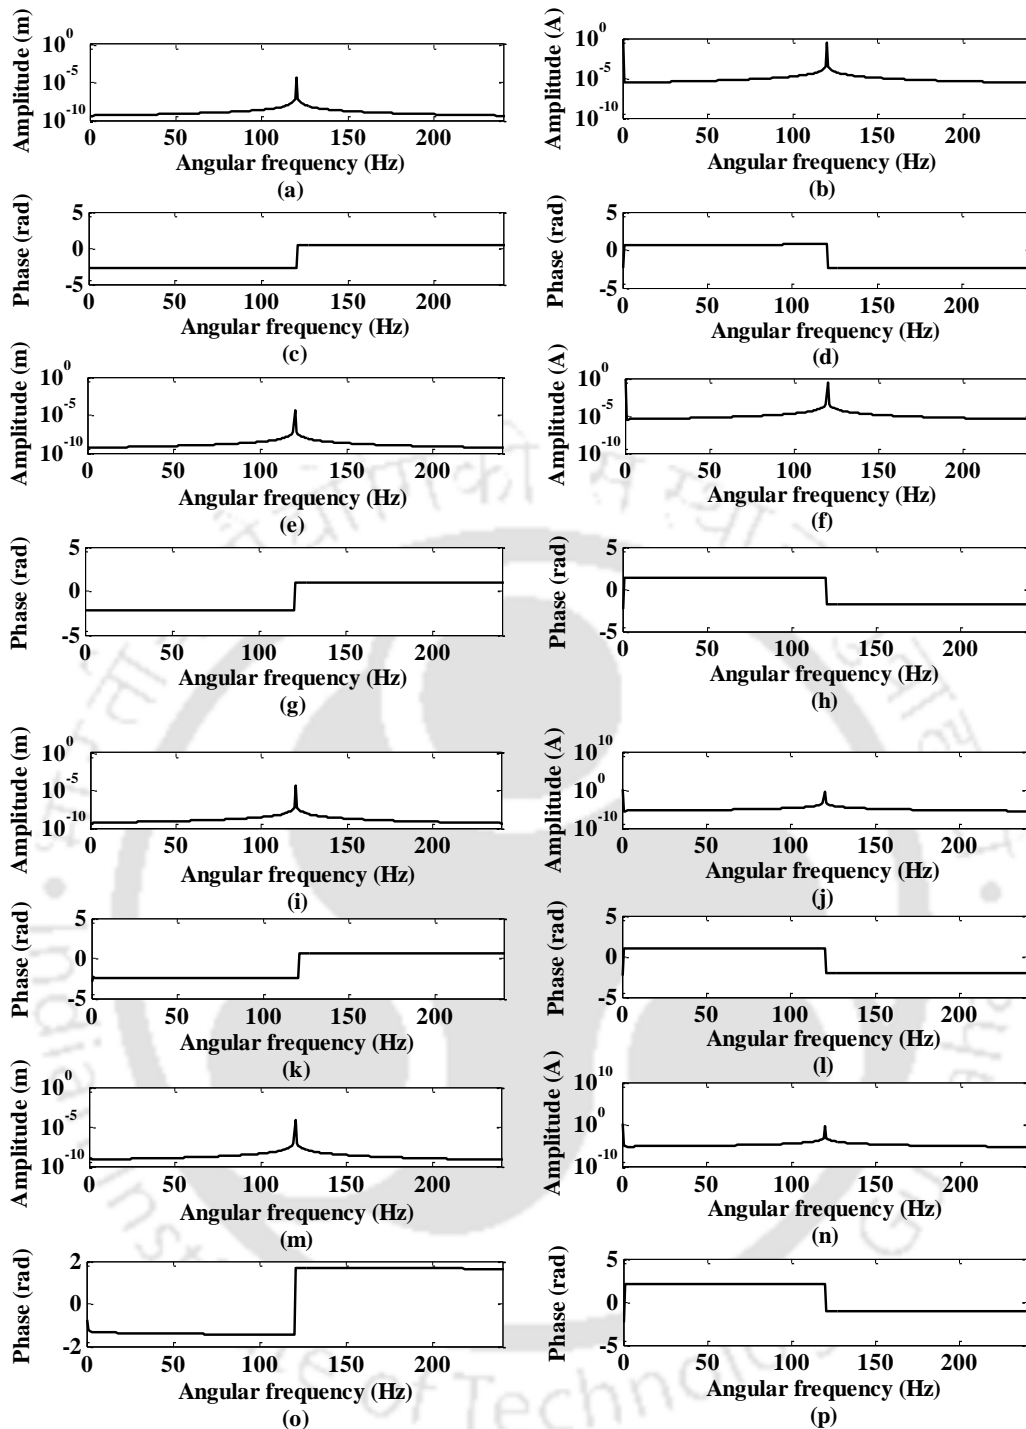 Amplitude (m)
10^0
10^-5
10^-10
0 50 100 150 200
Angular frequency (Hz)
(a)
Amplitude (A)
10^0
10^-5
10^-10
0 50 100 150 200
Angular frequency (Hz)
(b)
Phase (rad)
5
0
-5
0 50 100 150 200
Angular frequency (Hz)
(c)
Phase (rad)
5
0
-5
0 50 100 150 200
Angular frequency (Hz)
(d)
Amplitude (m)
10^0
10^-5
10^-10
0 50 100 150 200
Angular frequency (Hz)
(e)
Amplitude (A)
10^0
10^-5
10^-10
0 50 100 150 200
Angular frequency (Hz)
(f)
Phase (rad)
5
0
-5
0 50 100 150 200
Angular frequency (Hz)
(g)
Phase (rad)
5
0
-5
0 50 100 150 200
Angular frequency (Hz)
(h)
Amplitude (m)
10^0
10^-5
10^-10
0 50 100 150 200
Angular frequency (Hz)
(i)
Amplitude (A)
10^10
10^0
10^-10
0 50 100 150 200
Angular frequency (Hz)
(j)
Phase (rad)
5
0
-5
0 50 100 150 200
Angular frequency (Hz)
(k)
Phase (rad)
5
0
-5
0 50 100 150 200
Angular frequency (Hz)
(l)
Amplitude (m)
10^0
10^-5
10^-10
0 50 100 150 200
Angular frequency (Hz)
(m)
Amplitude (A)
10^10
10^0
10^-10
0 50 100 150 200
Angular frequency (Hz)
(n)
Phase (rad)
2
0
-2
0 50 100 150 200
Angular frequency (Hz)
(o)
Phase (rad)
5
0
-5
0 50 100 150 200
Angular frequency (Hz)
(p)
Indian
of Technolo